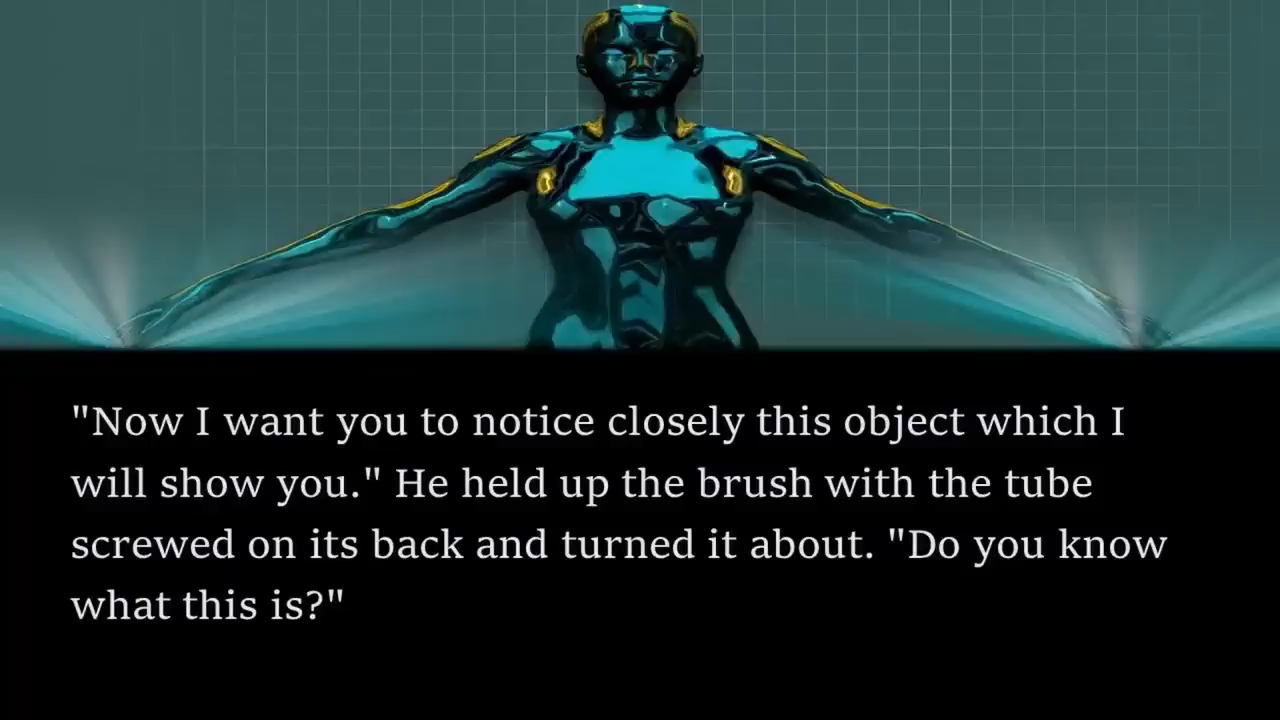 "Now I want you to notice closely this object which I
will show you." He held up the brush with the tube
screwed on its back and turned it about. "Do you know
what this is?"